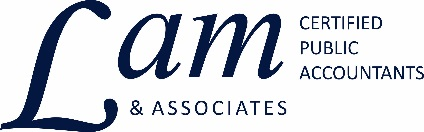 Lam
& ASSOCIATES
CERTIFIED
PUBLIC
ACCOUNTANTS